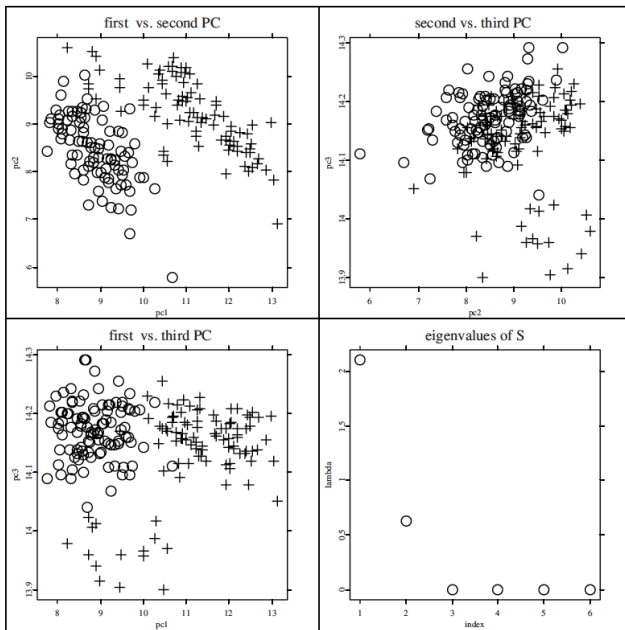 first vs. second PC
10
9
8
7
6
pc2
8 9 10 11 12 13
pc1
second vs. third PC
14.3
14.2
14.1
14
13.9
pc3
6 7 8 9 10
pc2
first vs. third PC
14.3
14.2
14.1
14
13.9
pc3
8 9 10 11 12 13
pc1
eigenvalues of S
2
1.5
1
0.5
0
lambda
1 2 3 4 5 6
index